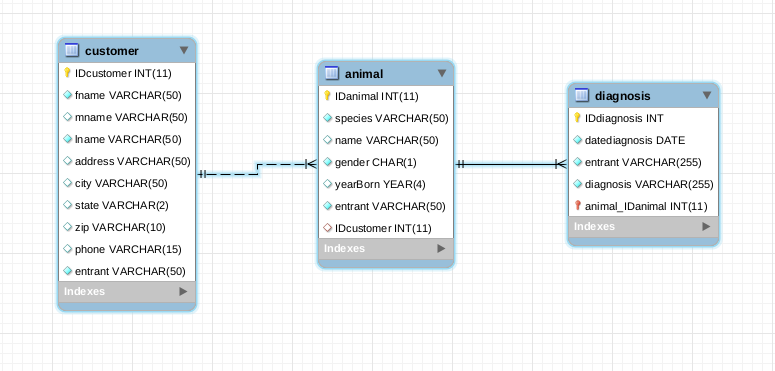 customer
IDcustomer INT(11)
fname VARCHAR(50)
mname VARCHAR(50)
lname VARCHAR(50)
address VARCHAR(50)
city VARCHAR(50)
state VARCHAR(2)
zip VARCHAR(10)
phone VARCHAR(15)
entrant VARCHAR(50)
Indexes
animal
IDanimal INT(11)
species VARCHAR(50)
name VARCHAR(50)
gender CHAR(1)
yearBorn YEAR(4)
entrant VARCHAR(50)
IDcustomer INT(11)
Indexes
diagnosis
IDdiagnosis INT
datediagnosis DATE
entrant VARCHAR(255)
diagnosis VARCHAR(255)
animal_IDanimal INT(11)
Indexes